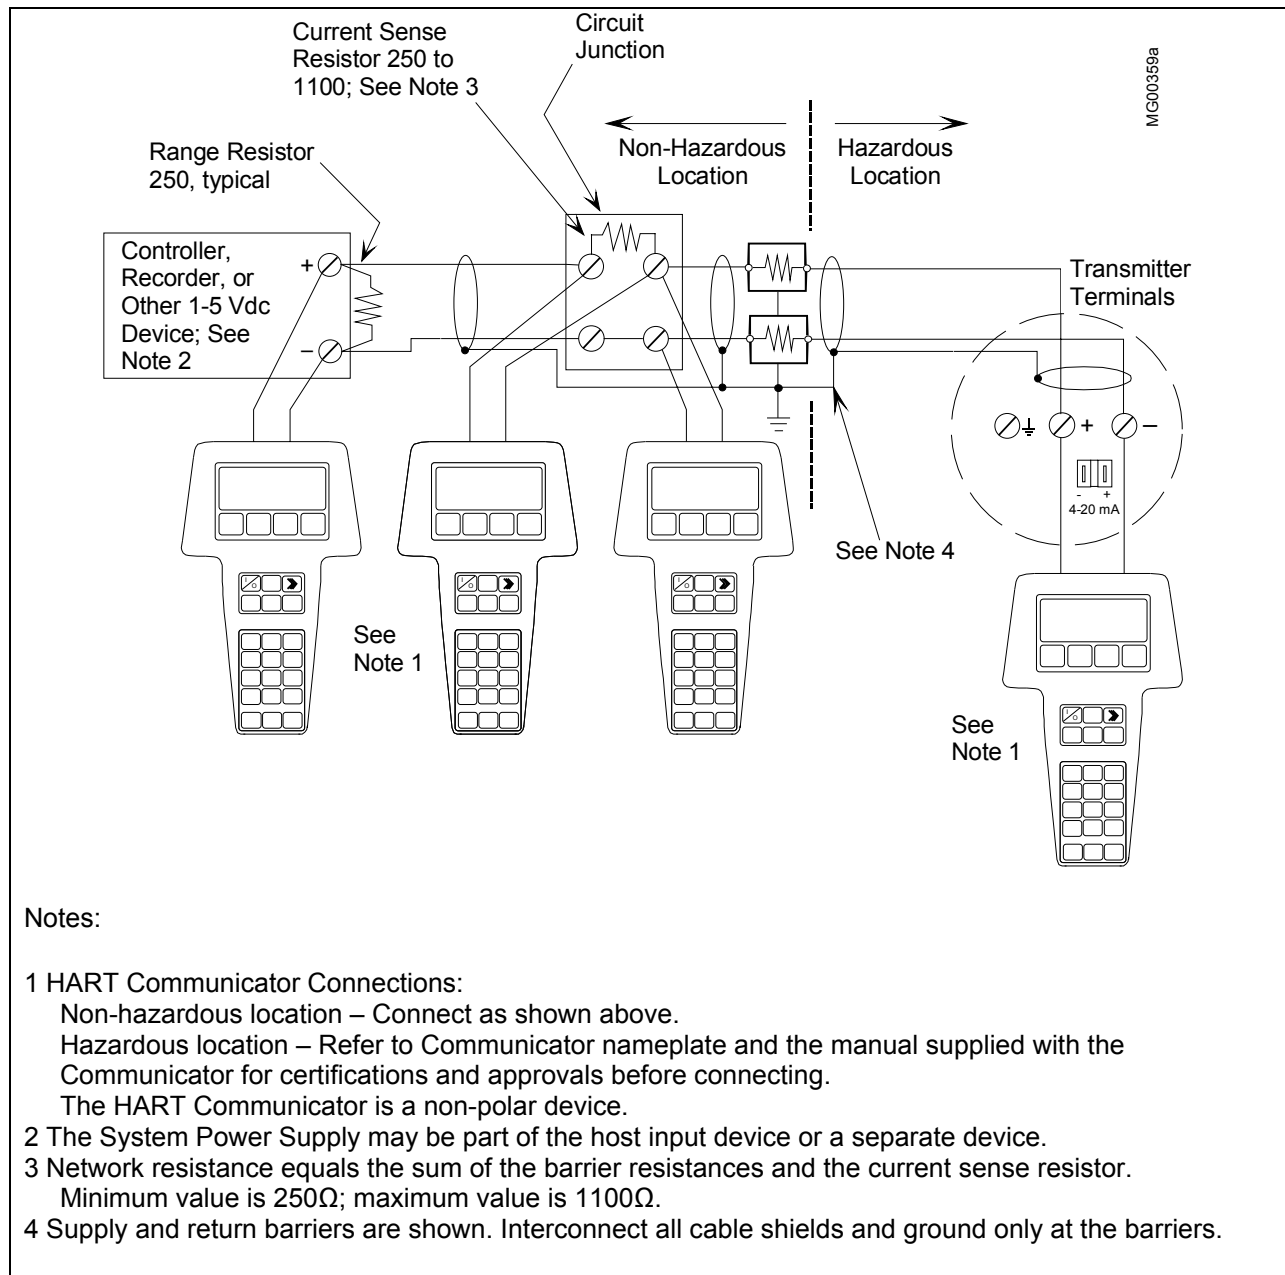 Current Sense
Resistor 250 to
1100; See Note 3
Circuit
Junction
MG00359a
Non-Hazardous
Location
Hazardous
Location
Range Resistor
250, typical
Controller,
Recorder, or
Other 1-5 Vdc
Device; See
Note 2
+
–
Transmitter
Terminals
+
–
- +
4-20 mA
See Note 4
I/O
I/O
I/O
See
Note 1
I/O
See
Note 1
Notes:
1 HART Communicator Connections:
Non-hazardous location – Connect as shown above.
Hazardous location – Refer to Communicator nameplate and the manual supplied with the
Communicator for certifications and approvals before connecting.
The HART Communicator is a non-polar device.
2 The System Power Supply may be part of the host input device or a separate device.
3 Network resistance equals the sum of the barrier resistances and the current sense resistor.
Minimum value is 250Ω; maximum value is 1100Ω.
4 Supply and return barriers are shown. Interconnect all cable shields and ground only at the barriers.